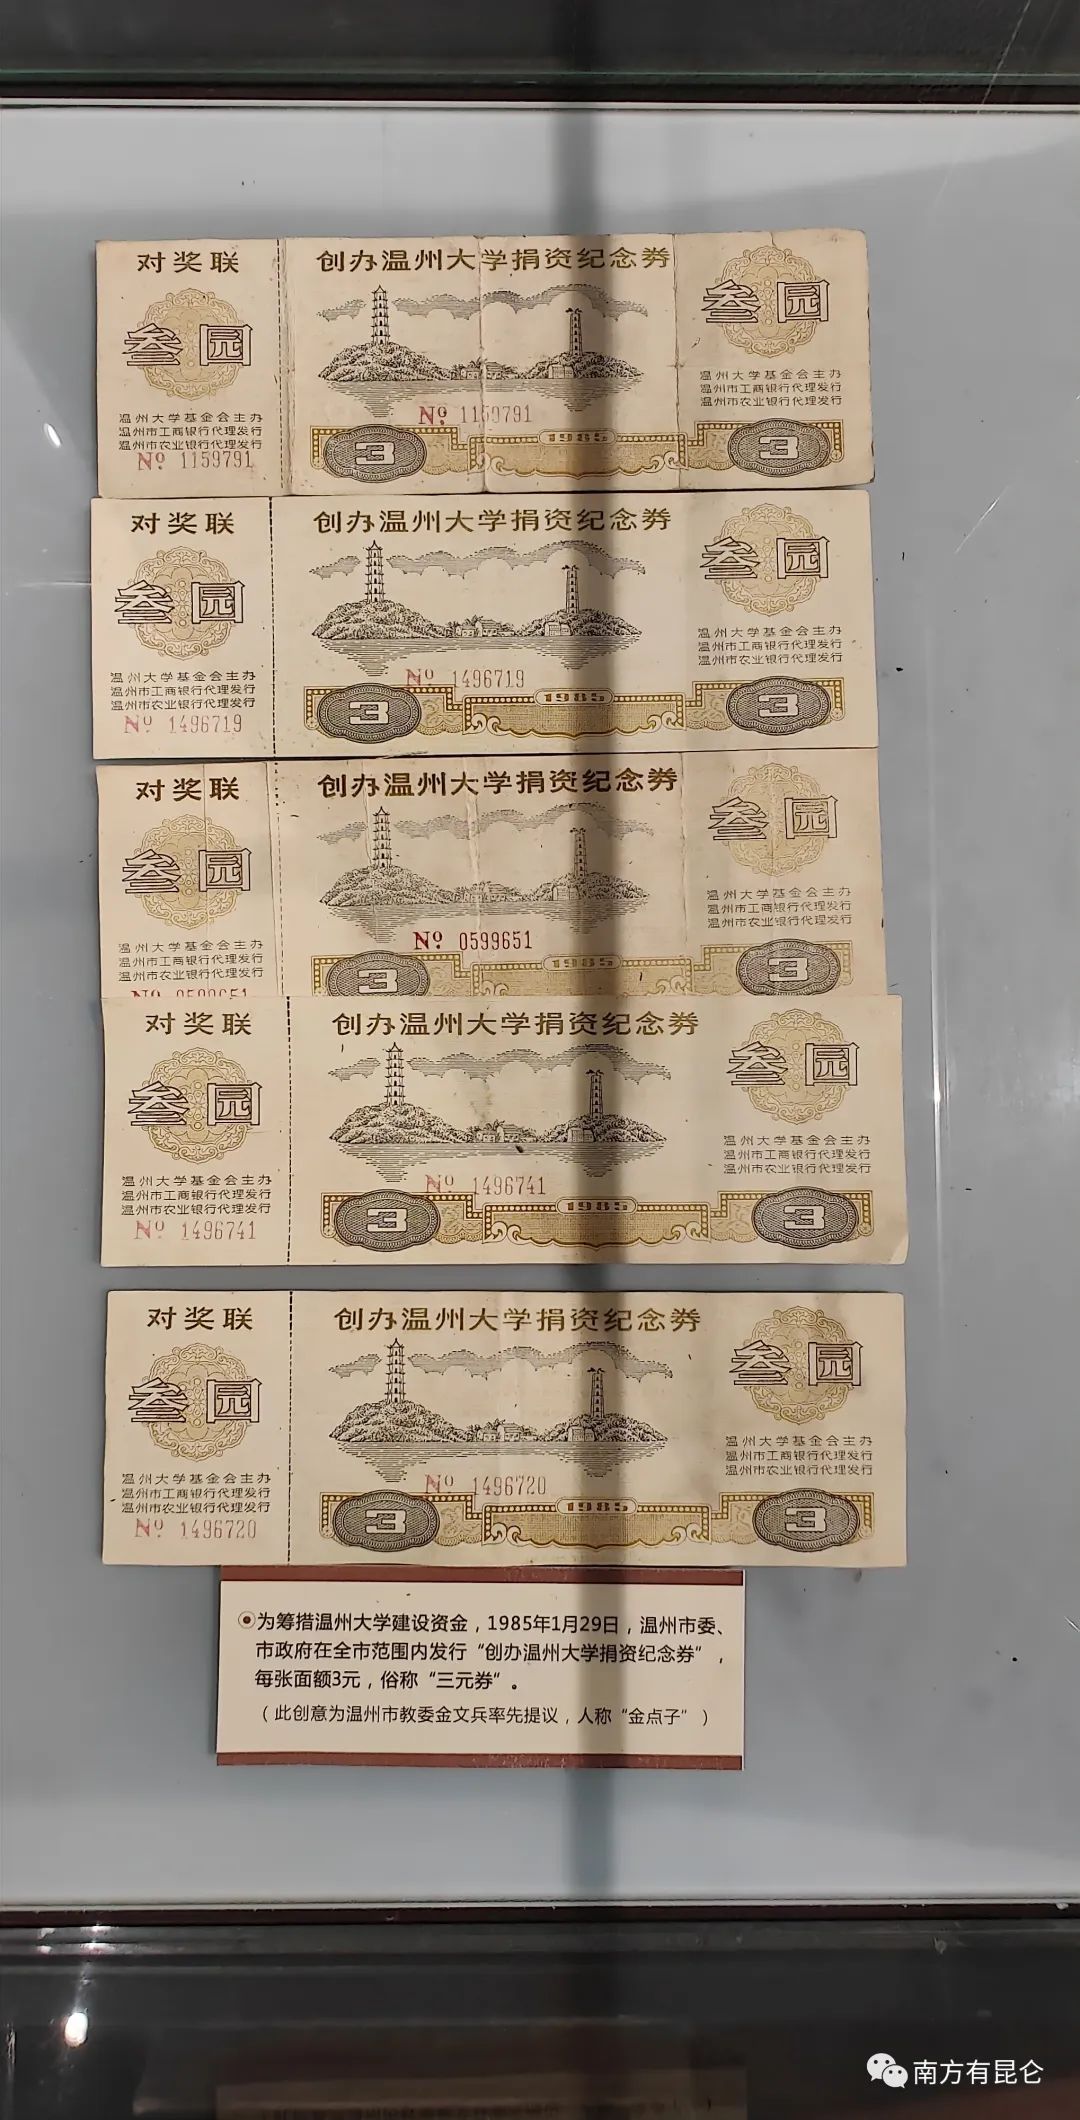 对奖联
叁园
温州大学基金会主办
温州市工商银行代理发行
温州市农业银行代理发行
Nº 1159791
创办温州大学捐资纪念券
叁园
温州大学基金会主办
温州市工商银行代理发行
温州市农业银行代理发行
Nº 1159791
3 1985 3
对奖联
叁园
温州大学基金会主办
温州市工商银行代理发行
温州市农业银行代理发行
Nº 1496719
创办温州大学捐资纪念券
叁园
温州大学基金会主办
温州市工商银行代理发行
温州市农业银行代理发行
Nº 1496719
3 1985 3
对奖联
叁园
温州大学基金会主办
温州市工商银行代理发行
温州市农业银行代理发行
Nº 0599651
创办温州大学捐资纪念券
叁园
温州大学基金会主办
温州市工商银行代理发行
温州市农业银行代理发行
Nº 0599651
3 1985 3
对奖联
叁园
温州大学基金会主办
温州市工商银行代理发行
温州市农业银行代理发行
Nº 1496741
创办温州大学捐资纪念券
叁园
温州大学基金会主办
温州市工商银行代理发行
温州市农业银行代理发行
Nº 1496741
3 1985 3
对奖联
叁园
温州大学基金会主办
温州市工商银行代理发行
温州市农业银行代理发行
Nº 1496720
创办温州大学捐资纪念券
叁园
温州大学基金会主办
温州市工商银行代理发行
温州市农业银行代理发行
Nº 1496720
3 1985 3
为筹措温州大学建设资金，1985年1月29日，温州市委、
市政府在全市范围内发行“创办温州大学捐资纪念券”，
每张面额3元，俗称“三元券”。
（此创意为温州市教委金文兵率先提议，人称“金点子”）
南方有昆仑